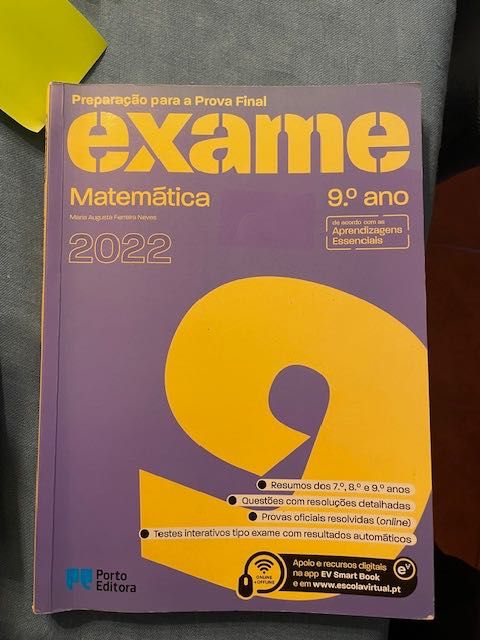 Preparação para a Prova Final
exame
Matemática
9.º ano
Maria Augusta Ferreira Neves
de acordo com as
Aprendizagens
Essenciais
2022
9
Resumos dos 7.º, 8.º e 9.º anos
Questões com resoluções detalhadas
Provas oficiais resolvidas (online)
Testes interativos tipo exame com resultados automáticos
ONLINE
+ OFFLINE
Apoio e recursos digitais
na app EV Smart Book
e em www.escolavirtual.pt
eV
Porto
Editora